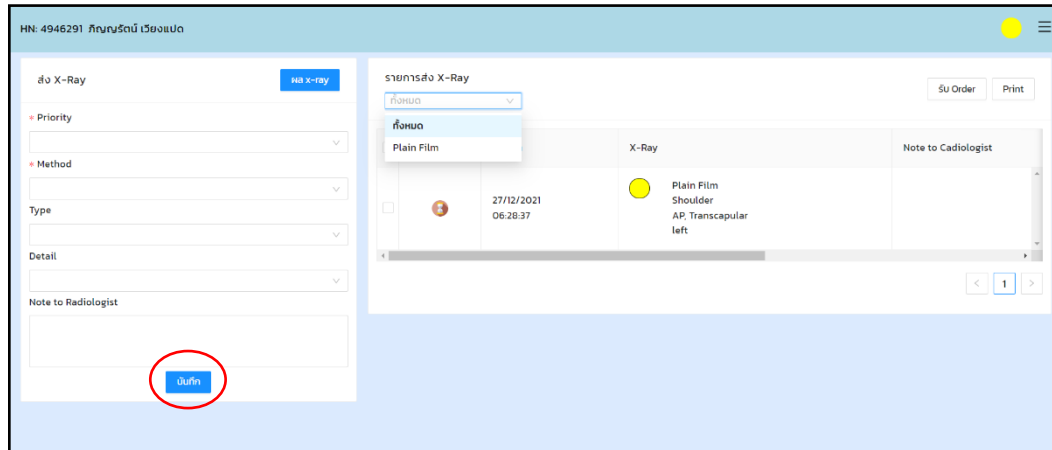 HN: 4946291 ภิญญรัตน์ เวียงแปด
ส่ง X-Ray
ผล x-ray
* Priority
* Method
Type
Detail
Note to Radiologist
บันทึก
รายการส่ง X-Ray
ทั้งหมด
ทั้งหมด
Plain Film
รับ Order
Print
X-Ray
Note to Cadiologist
27/12/2021
06:28:37
Plain Film
Shoulder
AP, Transcapular
left
< 1 >